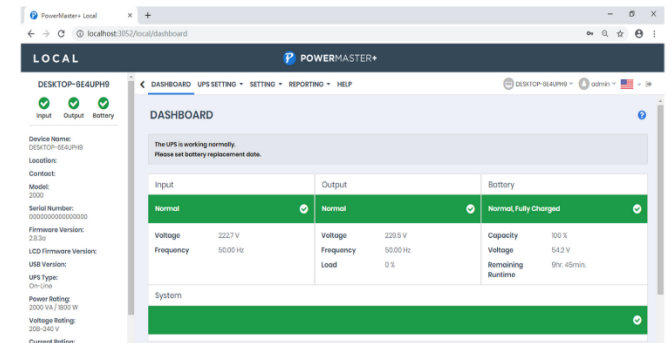 PowerMaster+ Local
localhost:3052/local/dashboard
LOCAL
POWERMASTER+
DESKTOP-6E4UPH9
DASHBOARD UPS SETTING SETTING REPORTING HELP
DESKTOP-6E4UPH9 admin
Input Output Battery
DASHBOARD
Device Name:
DESKTOP-6E4UPH9
Location:
Contact:
Model:
2000
Serial Number:
0000000000000000
Firmware Version:
2.8.3a
LCD Firmware Version:
USB Version:
UPS Type:
On-Line
Power Rating:
2000 VA / 1800 W
Voltage Rating:
208-240 V
Current Rating:
The UPS is working normally.
Please set battery replacement date.
Input
Normal
Voltage 222.7 V
Frequency 50.00 Hz
Output
Normal
Voltage 229.5 V
Frequency 50.00 Hz
Load 0 %
Battery
Normal, Fully Charged
Capacity 100 %
Voltage 54.2 V
Remaining 9hr. 45min.
Runtime
System